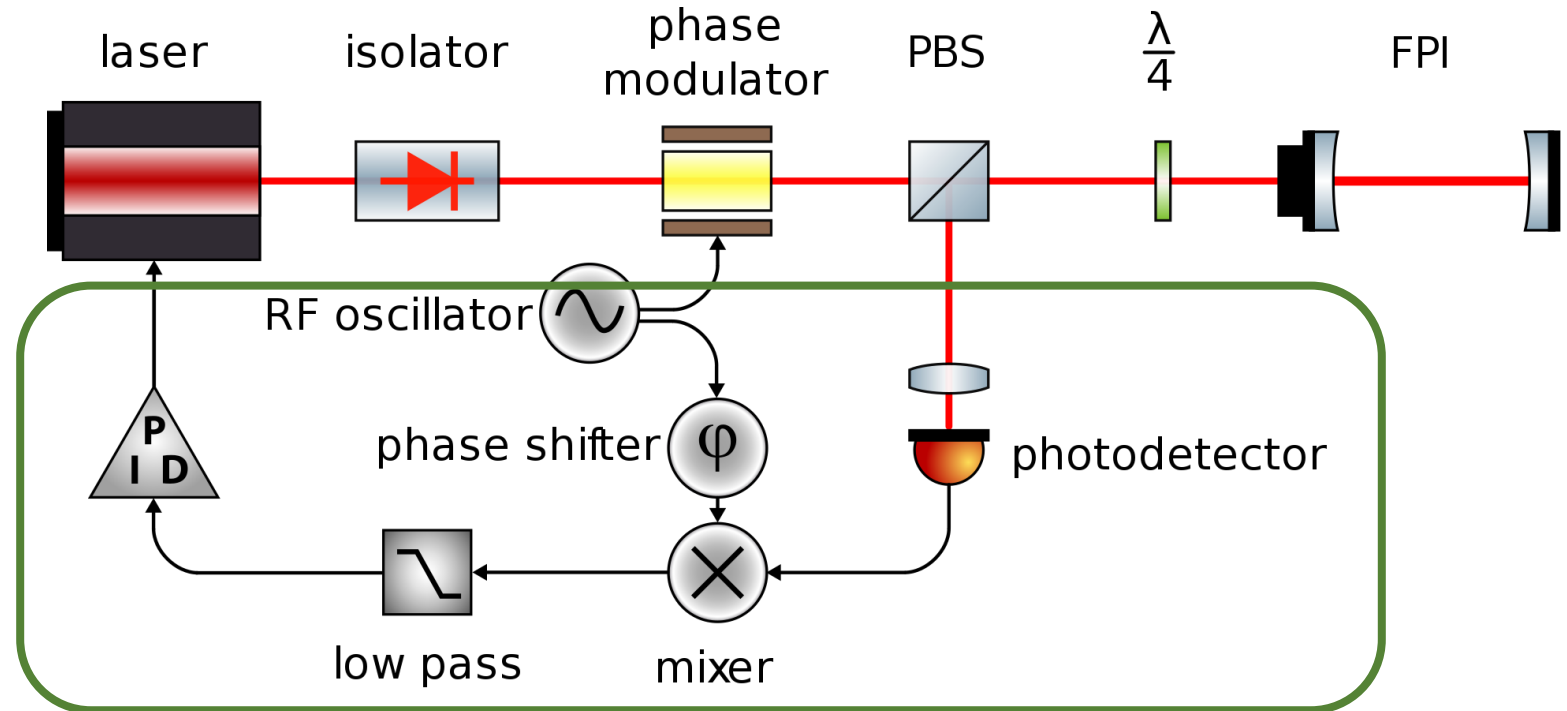 laser
isolator
phase
modulator
PBS
λ
4
FPI
RF oscillator
phase shifter
φ
photodetector
P
I D
low pass
mixer